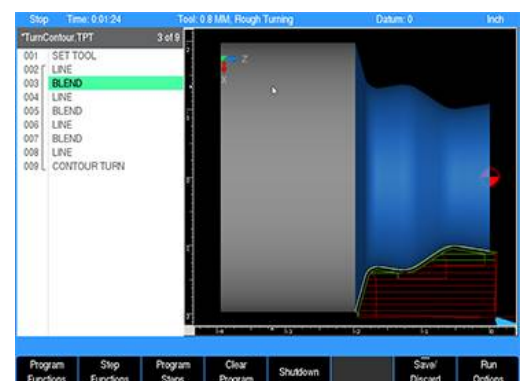 Stop Time: 0:01:24 Tool: 0.8 MM, Rough Turning Datum: 0 Inch
*TurnContour.TPT 3 of 9
001 SET TOOL
002 LINE
003 BLEND
004 LINE
005 BLEND
006 LINE
007 BLEND
008 LINE
009 CONTOUR TURN
Z
X
Program Functions Step Functions Program Steps Clear Program Shutdown Save/ Discard Run Options